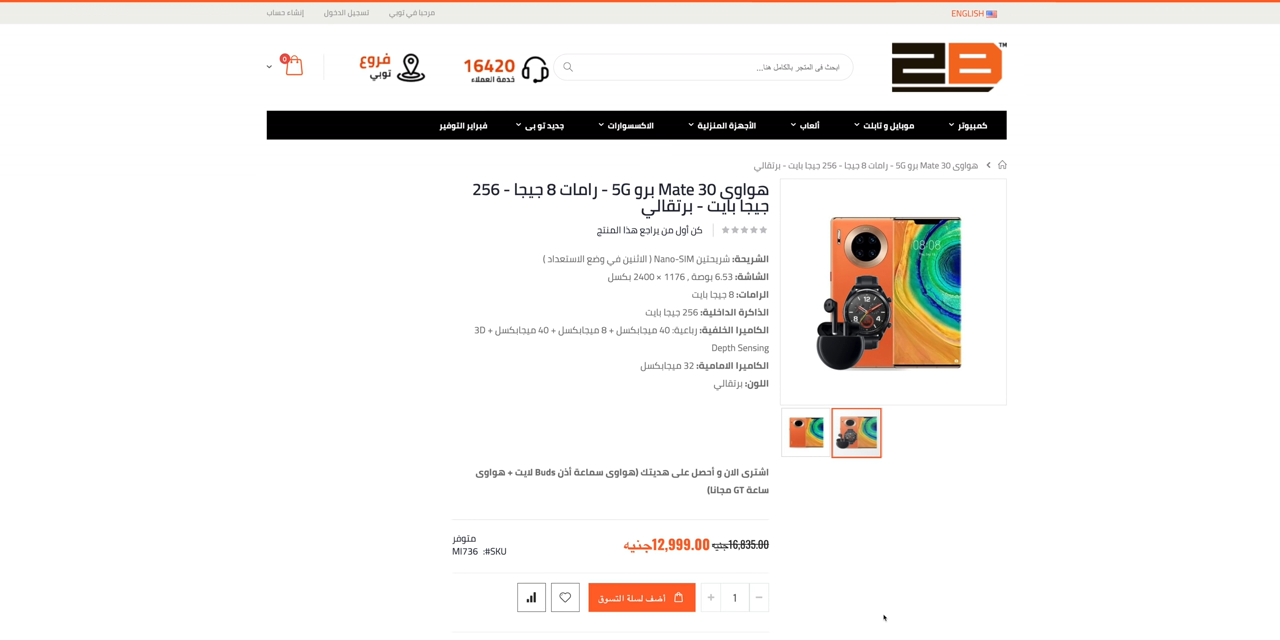 ENGLISH
مرحبا في توبي
تسجيل الدخول
إنشاء حساب
2B™
ابحث فى المتجر بالكامل هنا...
16420
خدمة العملاء
فروع
توبي
0
كمبيوتر
موبايل و تابلت
ألعاب
الأجهزة المنزلية
الاكسسوارات
جديد تو بى
فبراير التوفير
هواوى Mate 30 برو 5G - رامات 8 جيجا - 256 جيجا بايت - برتقالي
هواوى Mate 30 برو 5G - رامات 8 جيجا - 256
جيجا بايت - برتقالي
كن أول من يراجع هذا المنتج
الشريحة: شريحتين Nano-SIM ( الاثنين في وضع الاستعداد )
الشاشة: 6.53 بوصة , 1176 × 2400 بكسل
الرامات: 8 جيجا بايت
الذاكرة الداخلية: 256 جيجا بايت
الكاميرا الخلفية: رباعية: 40 ميجابكسل + 8 ميجابكسل + 40 ميجابكسل + 3D
Depth Sensing
الكاميرا الامامية: 32 ميجابكسل
اللون: برتقالي
08:08
اشترى الان و أحصل على هديتك (هواوى سماعة أذن Buds لايت + هواوى
ساعة GT مجانا)
16,835.00جنيه 12,999.00جنيه
متوفر
SKU#: MI736
1
أضف لسلة التسوق